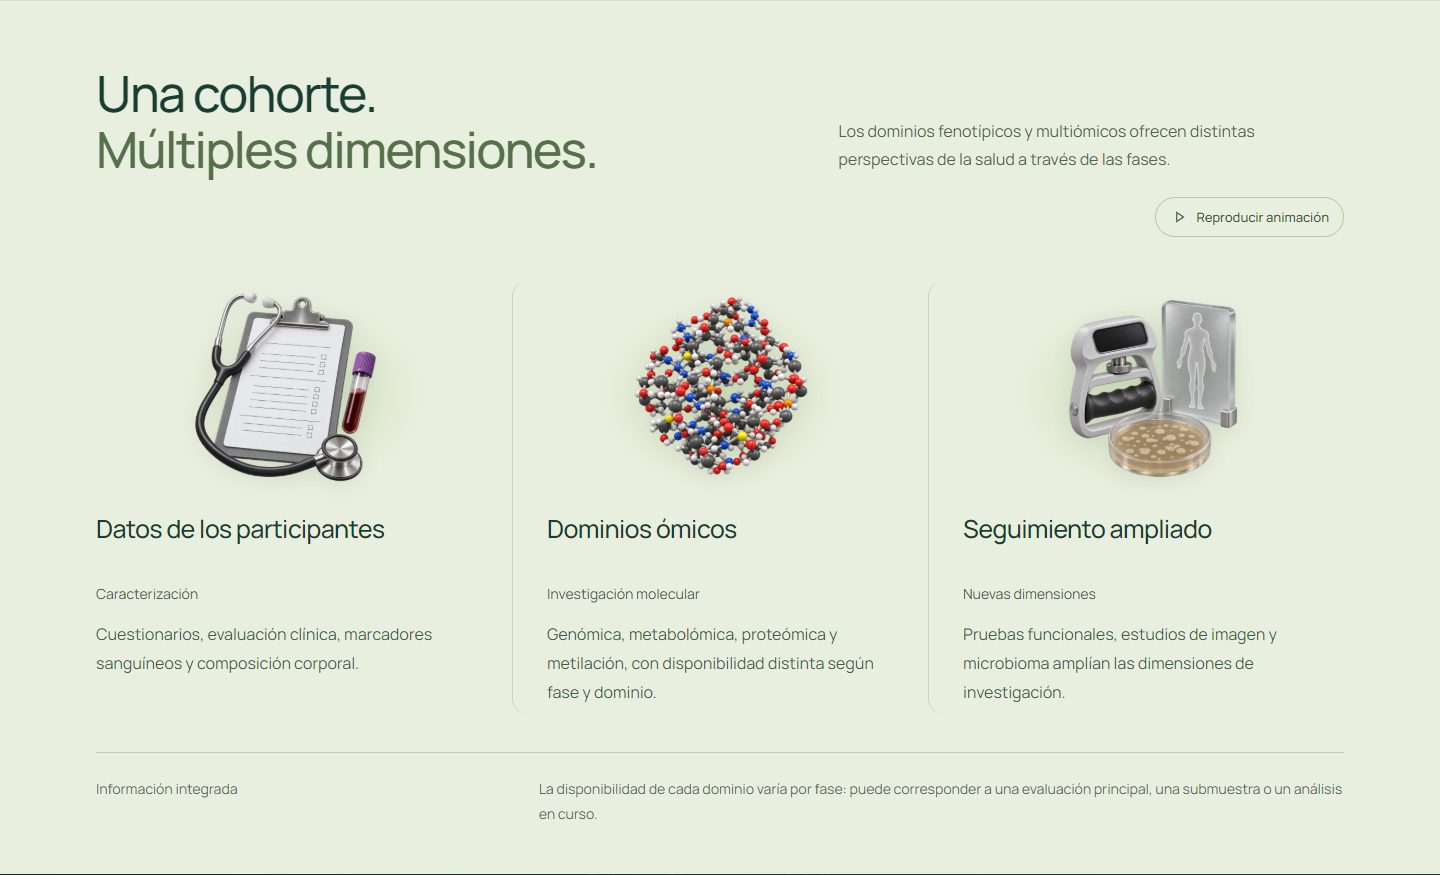 Una cohorte.
Múltiples dimensiones.
Los dominios fenotípicos y multiómicos ofrecen distintas
perspectivas de la salud a través de las fases.
Reproducir animación
Datos de los participantes
Caracterización
Cuestionarios, evaluación clínica, marcadores
sanguíneos y composición corporal.
Dominios ómicos
Investigación molecular
Genómica, metabolómica, proteómica y
metilación, con disponibilidad distinta según
fase y dominio.
Seguimiento ampliado
Nuevas dimensiones
Pruebas funcionales, estudios de imagen y
microbioma amplían las dimensiones de
investigación.
Información integrada
La disponibilidad de cada dominio varía por fase: puede corresponder a una evaluación principal, una submuestra o un análisis
en curso.